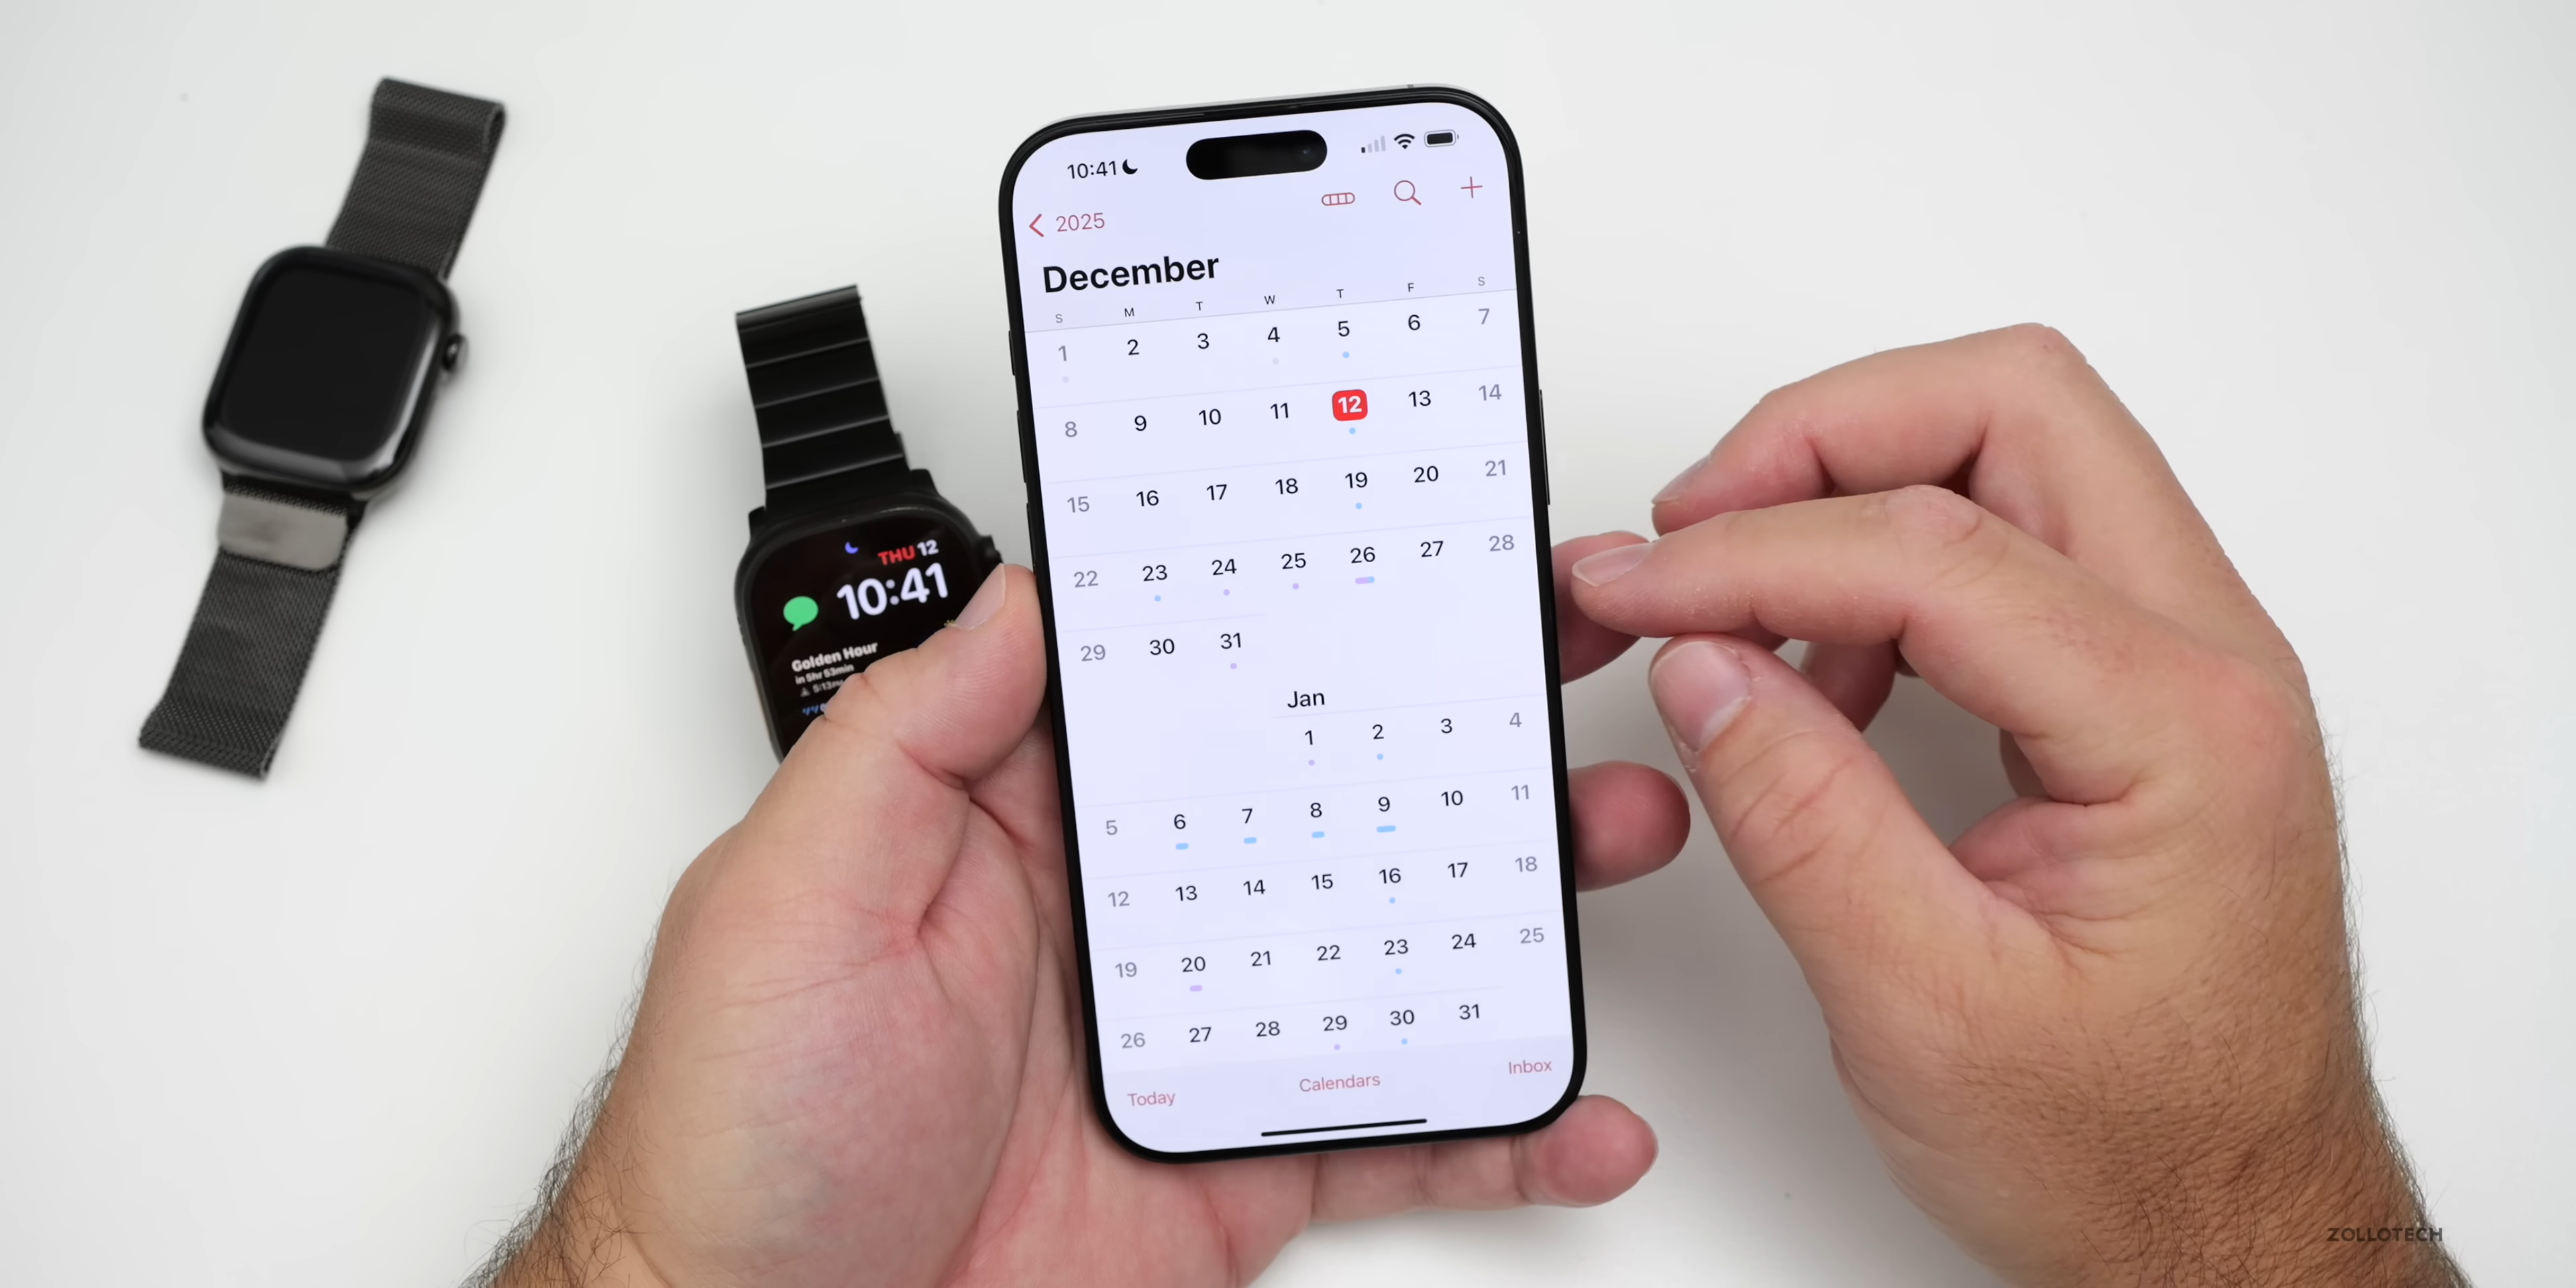 10:41
2025
December
S M T W T F S
1 2 3 4 5 6 7
8 9 10 11 12 13 14
15 16 17 18 19 20 21
22 23 24 25 26 27 28
29 30 31
Jan
1 2 3 4
5 6 7 8 9 10 11
12 13 14 15 16 17 18
19 20 21 22 23 24 25
26 27 28 29 30 31
Today Calendars Inbox
THU 12
10:41
Golden Hour
in 5hr 53min
ZOLLOTECH